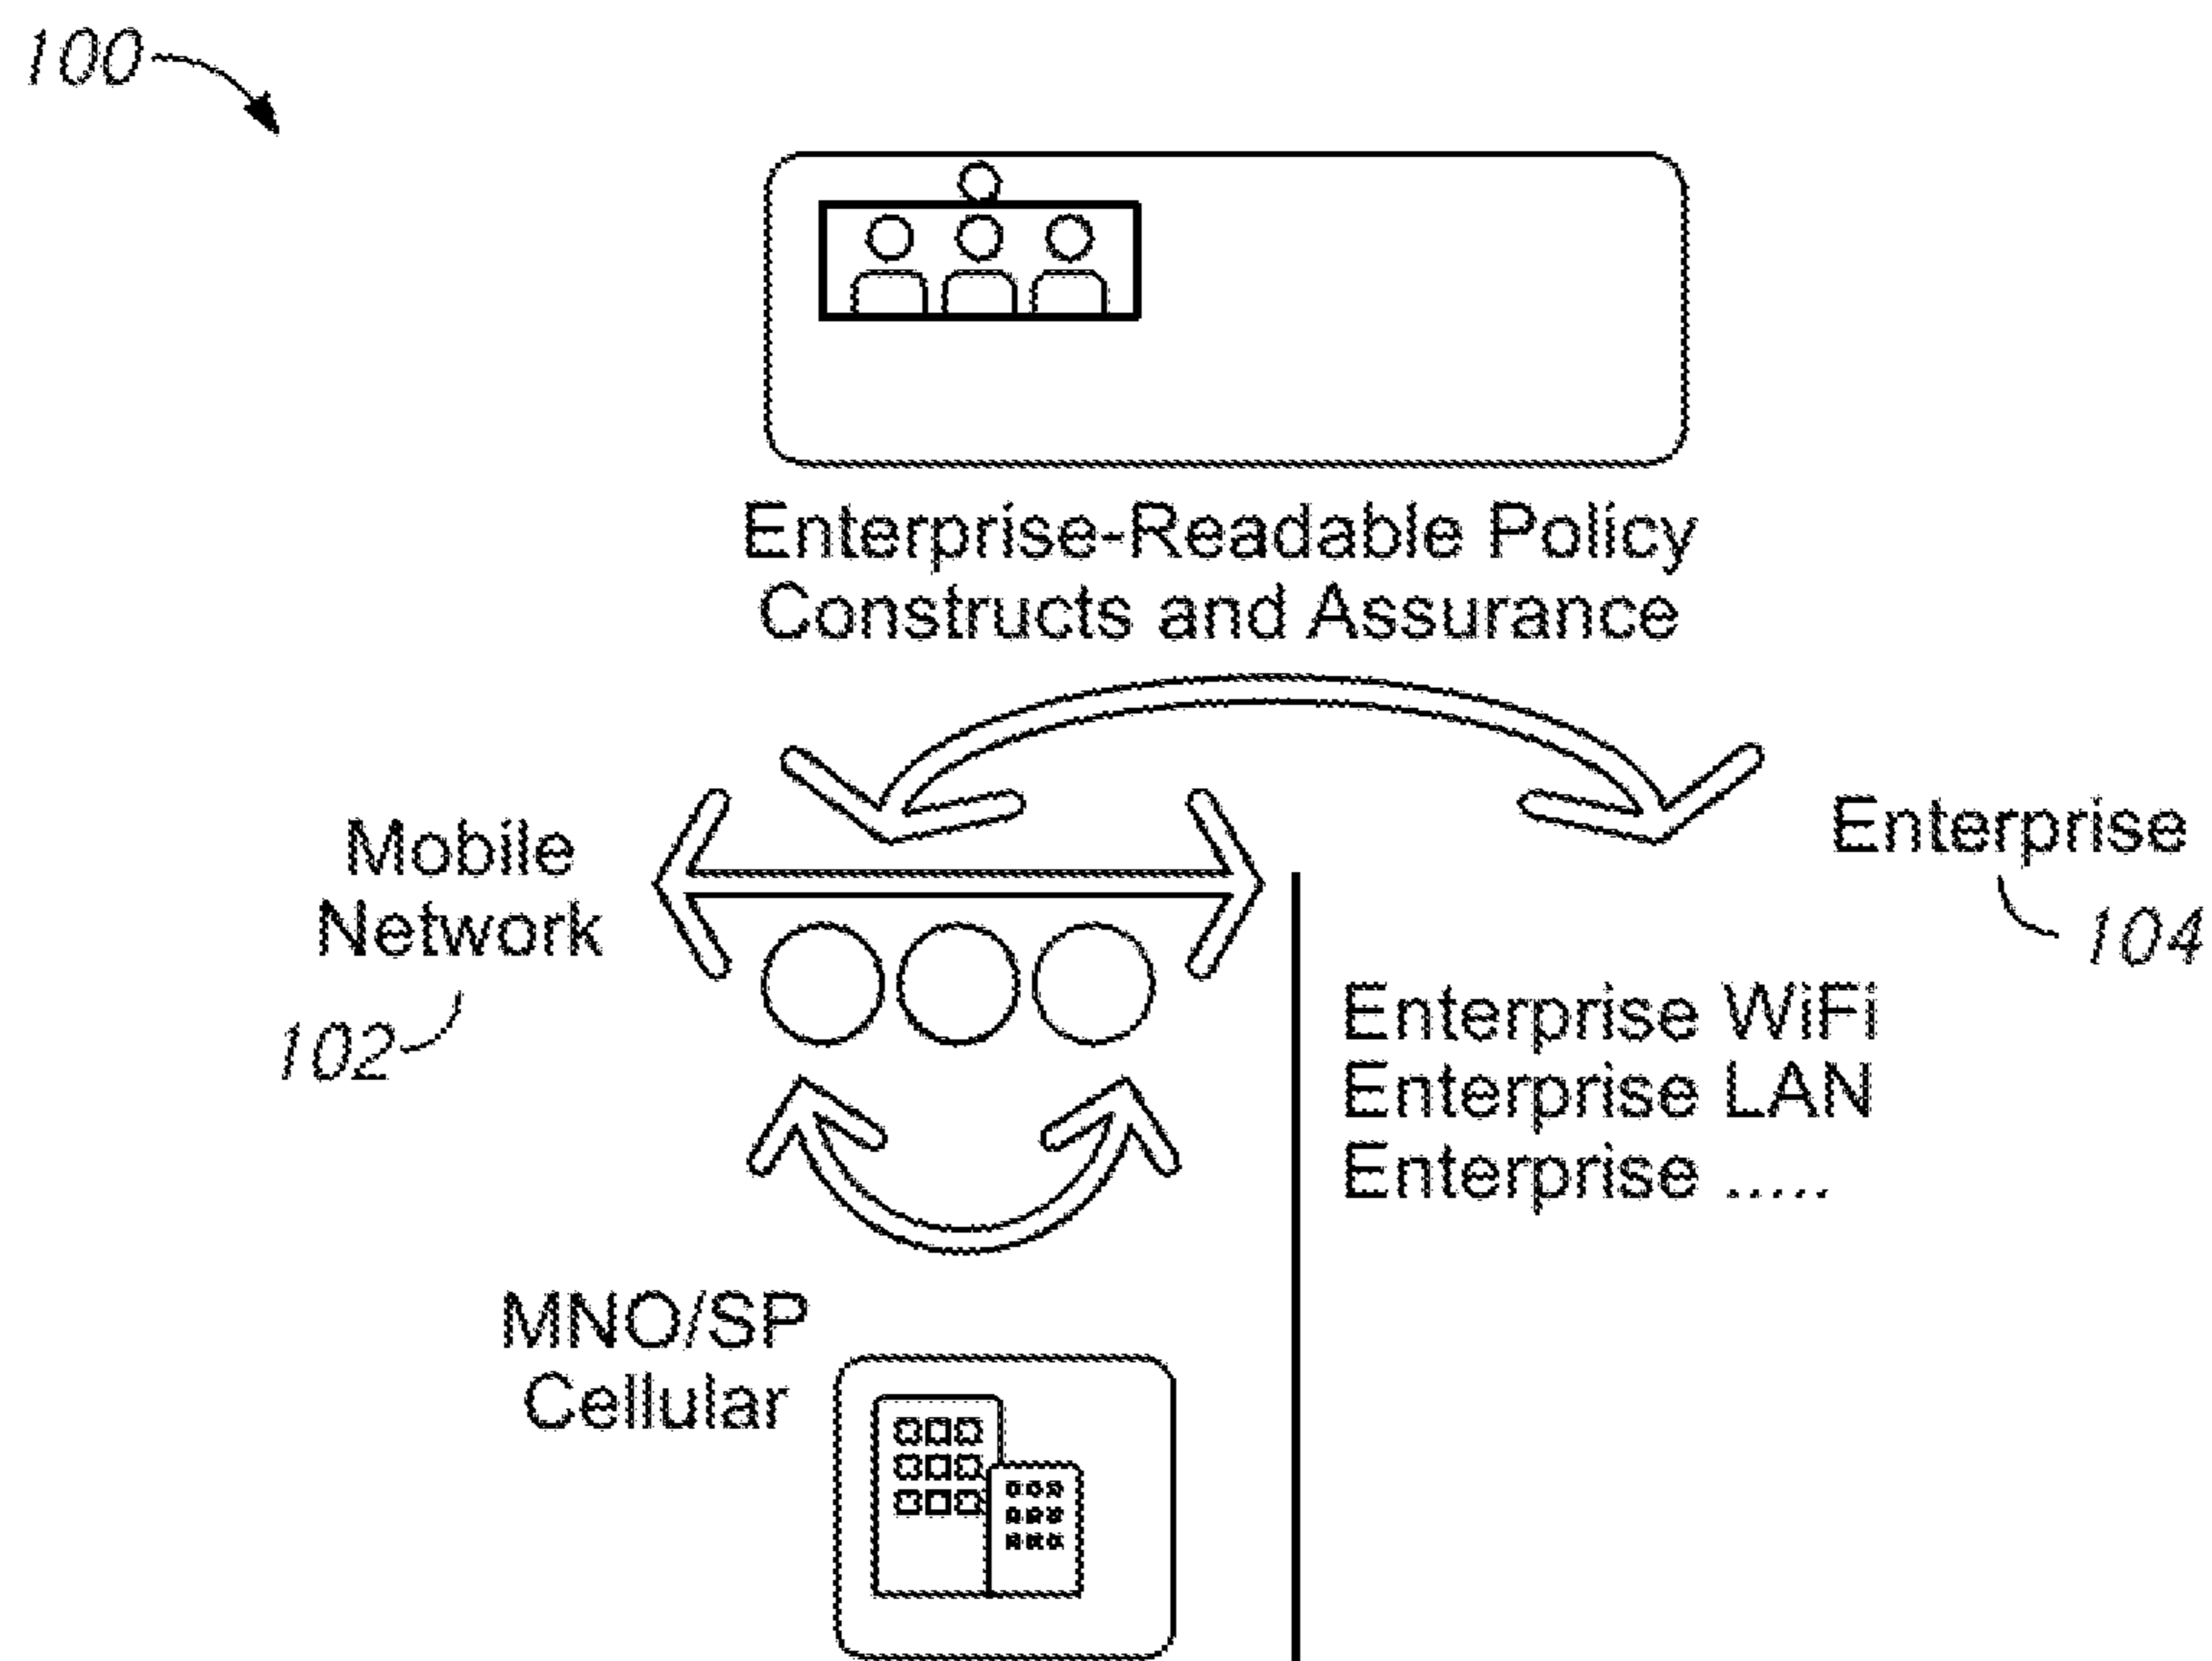 100
Enterprise-Readable Policy
Constructs and Assurance
Mobile
Network
102
Enterprise
104
Enterprise WiFi
Enterprise LAN
Enterprise .....
MNO/SP
Cellular